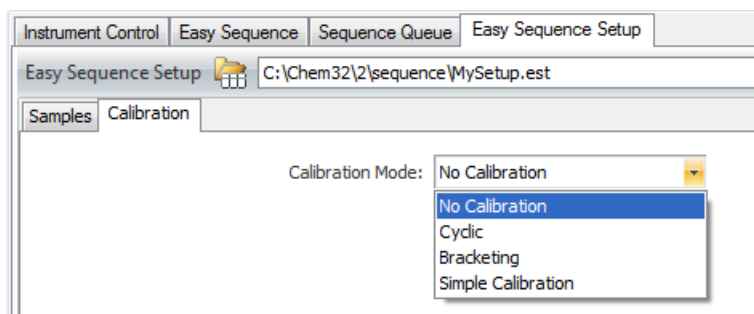 Instrument Control Easy Sequence Sequence Queue Easy Sequence Setup
Easy Sequence Setup C:\Chem32\2\sequence\MySetup.est
Samples Calibration
Calibration Mode: No Calibration
No Calibration
Cyclic
Bracketing
Simple Calibration